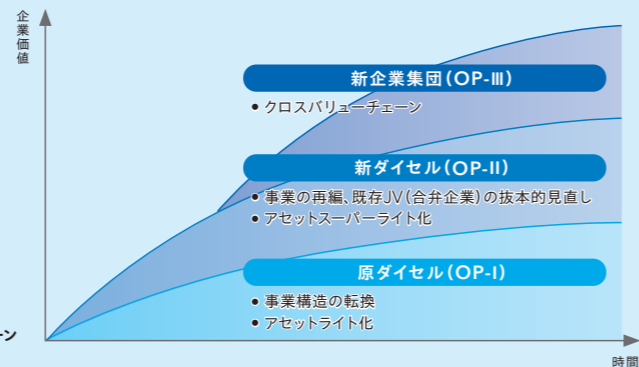 企業価値
新企業集団(OP-Ⅲ)
• クロスバリューチェーン
新ダイセル(OP-II)
• 事業の再編、既存JV(合弁企業)の抜本的見直し
• アセットスーパーライト化
原ダイセル(OP-I)
• 事業構造の転換
• アセットライト化
ーン
時間